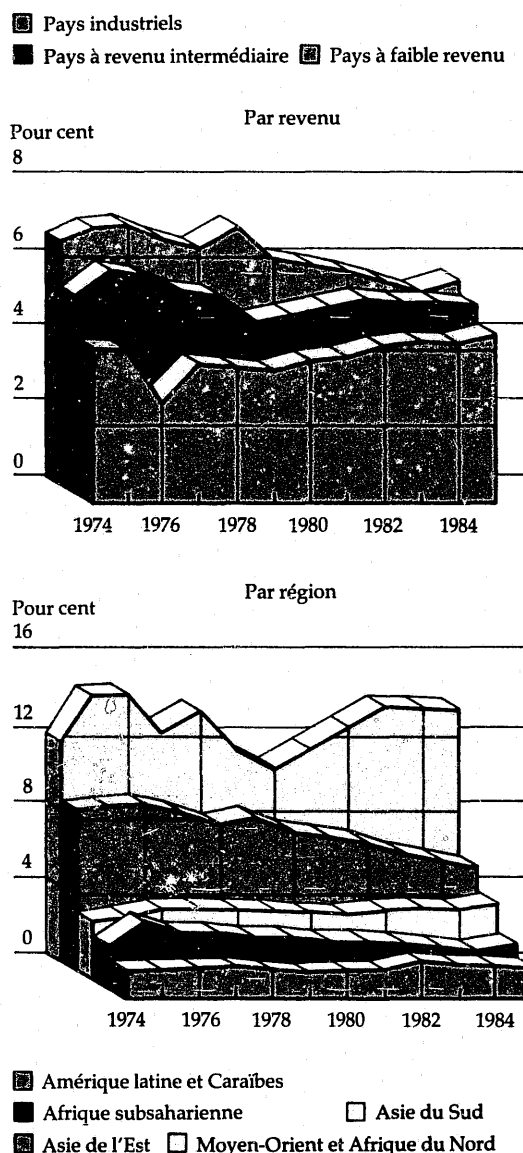 Pays industriels
Pays à revenu intermédiaire Pays à faible revenu
Par revenu
Pour cent
8
6
4
2
0
1974 1976 1978 1980 1982 1984
Par région
Pour cent
16
12
8
4
0
1974 1976 1978 1980 1982 1984
Amérique latine et Caraïbes
Afrique subsaharienne Asie du Sud
Asie de l'Est Moyen-Orient et Afrique du Nord